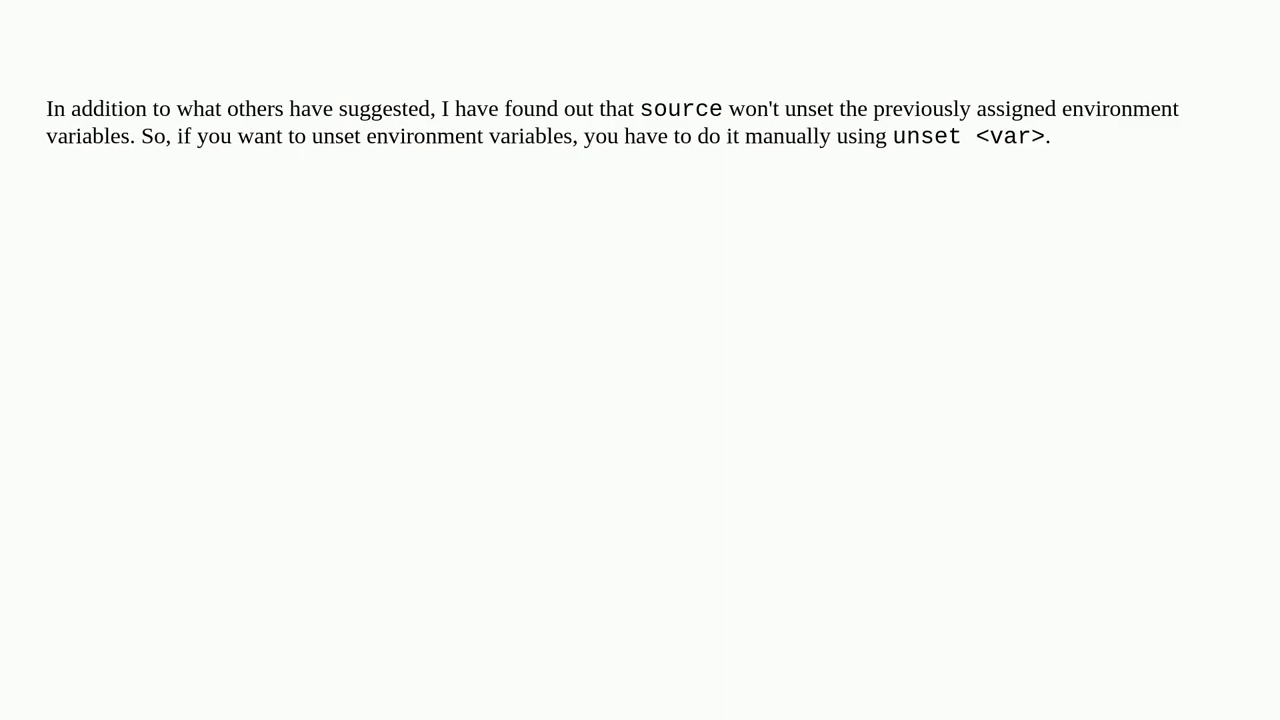 In addition to what others have suggested, I have found out that source won't unset the previously assigned environment
variables. So, if you want to unset environment variables, you have to do it manually using unset <var>.